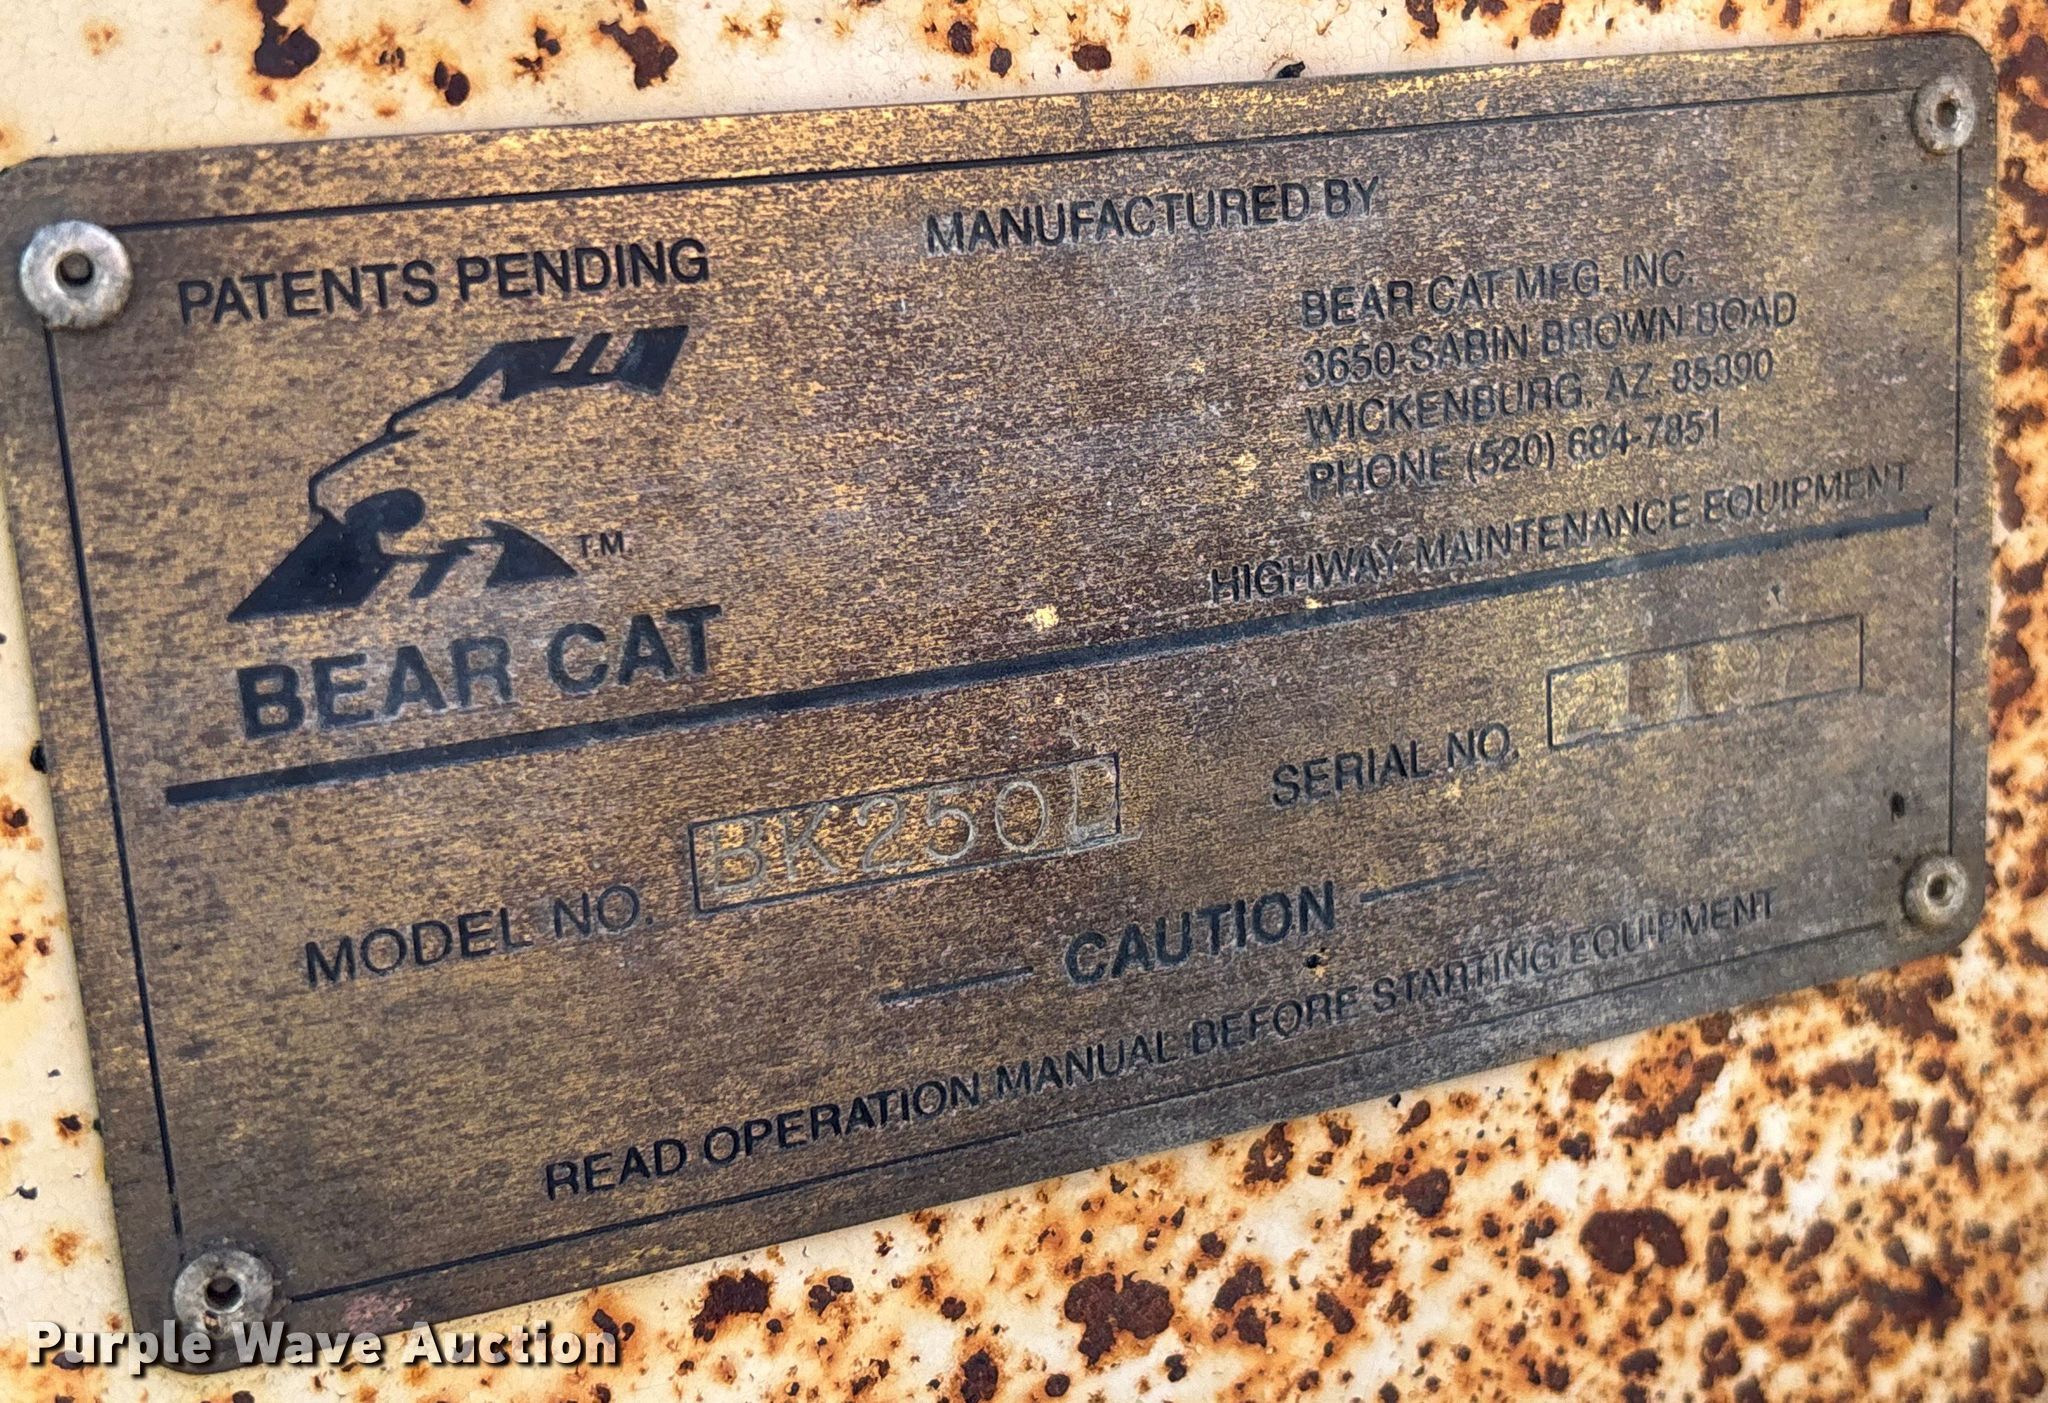 PATENTS PENDING
T.M.
BEAR CAT
MANUFACTURED BY
BEAR CAT MFG. INC.
3650 SABIN BROWN ROAD
WICKENBURG, AZ. 85390
PHONE (520) 684-7851
HIGHWAY MAINTENANCE EQUIPMENT
MODEL NO. BK250D
SERIAL NO.
CAUTION
READ OPERATION MANUAL BEFORE STARTING EQUIPMENT
Purple Wave Auction